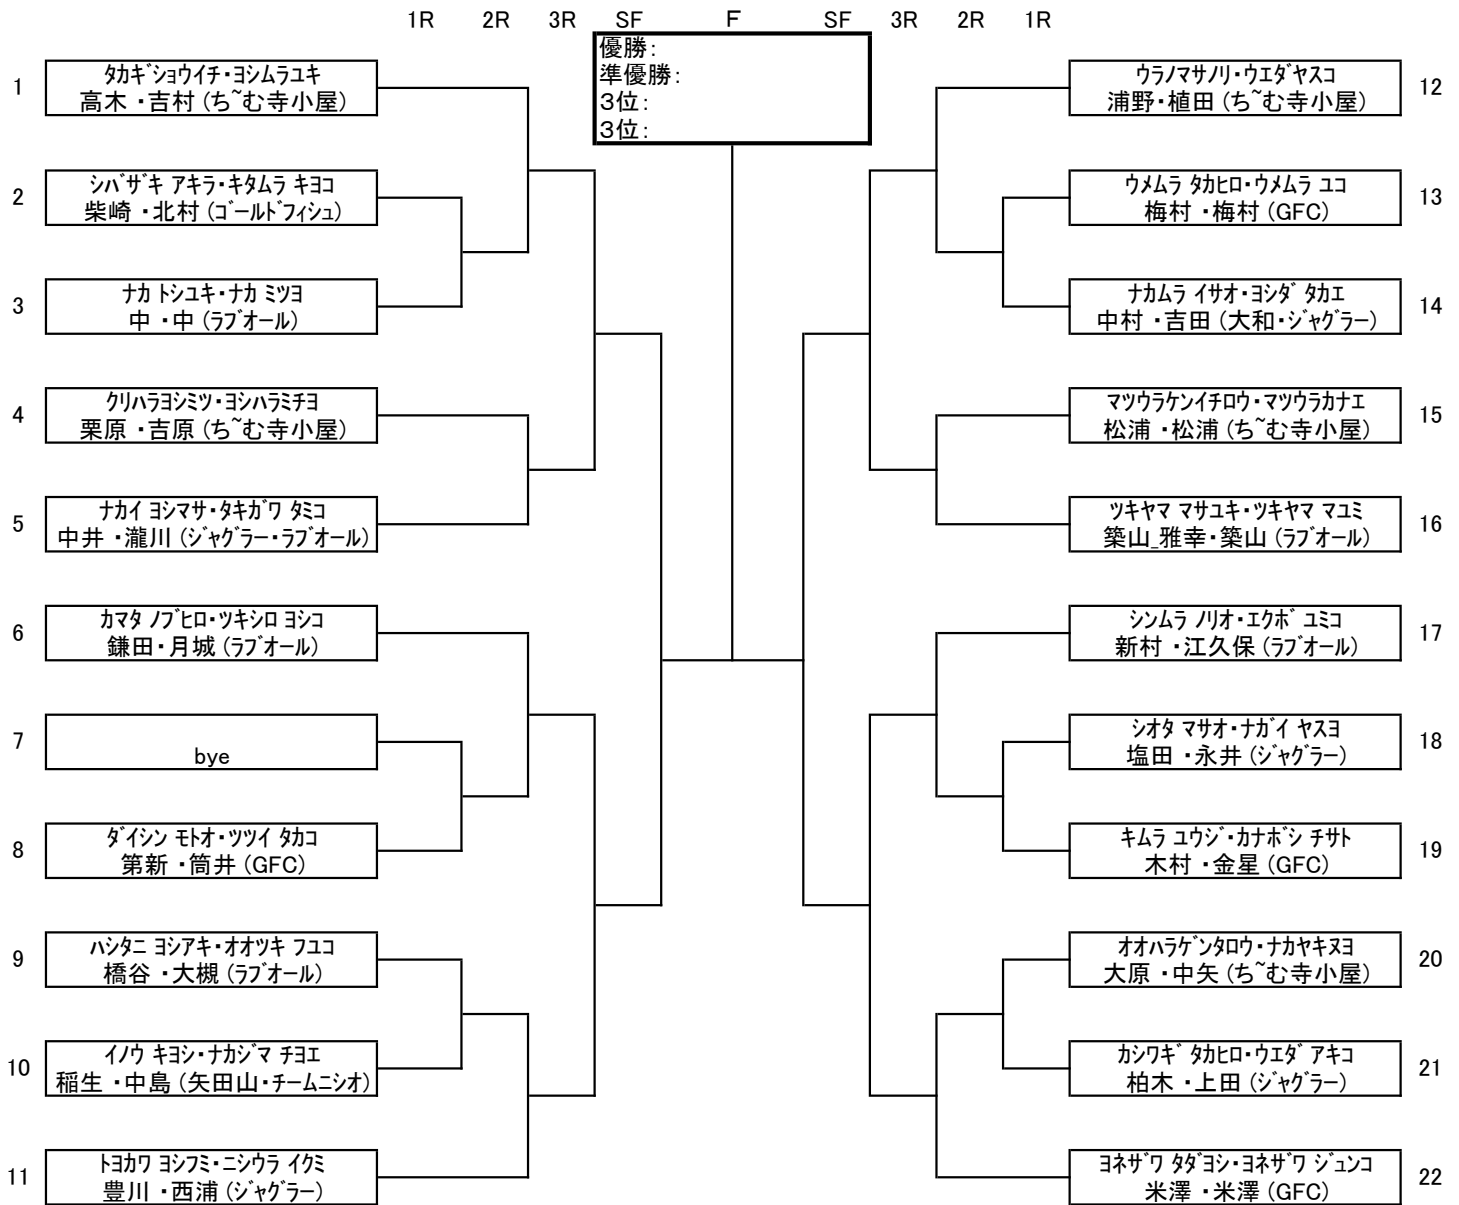 1R 2R 3R SF F SF 3R 2R 1R
優勝:
準優勝:
3位:
3位:
1
ﾀｶｷﾞｼｮｳｲﾁ・ﾖｼﾑﾗﾕｷ
高木 ・吉村 (ち~む寺小屋)
2
ｼﾊﾞｻﾞｷ ｱｷﾗ・ｷﾀﾑﾗ ｷﾖｺ
柴崎 ・北村 (ｺﾞｰﾙﾄﾞﾌｨｼｭ)
3
ﾅｶ ﾄｼﾕｷ・ﾅｶ ﾐﾂﾖ
中 ・中 (ﾗﾌﾞｵｰﾙ)
4
ｸﾘﾊﾗﾖｼﾐﾂ・ﾖｼﾊﾗﾐﾁﾖ
栗原 ・吉原 (ち~む寺小屋)
5
ﾅｶｲ ﾖｼﾏｻ・ﾀｷｶﾞﾜ ﾀﾐｺ
中井 ・瀧川 (ｼﾞｬｸﾞﾗｰ・ﾗﾌﾞｵｰﾙ)
6
ｶﾏﾀ ﾉﾌﾞﾋﾛ・ﾂｷｼﾛ ﾖｼｺ
鎌田・月城 (ﾗﾌﾞｵｰﾙ)
7
bye
8
ﾀﾞｲｼﾝ ﾓﾄｵ・ﾂﾂｲ ﾀｶｺ
第新 ・筒井 (GFC)
9
ﾊｼﾀﾆ ﾖｼｱｷ・ｵｵﾂｷ ﾌﾕｺ
橋谷 ・大槻 (ﾗﾌﾞｵｰﾙ)
10
ｲﾉｳ ｷﾖｼ・ﾅｶｼﾞﾏ ﾁﾖｴ
稲生 ・中島 (矢田山・ﾁｰﾑﾆｼｵ)
11
ﾄﾖｶﾜ ﾖｼﾌﾐ・ﾆｼｳﾗ ｲｸﾐ
豊川 ・西浦 (ｼﾞｬｸﾞﾗｰ)
12
ｳﾗﾉﾏｻﾉﾘ・ｳｴﾀﾞﾔｽｺ
浦野・植田 (ち~む寺小屋)
13
ｳﾒﾑﾗ ﾀｶﾋﾛ・ｳﾒﾑﾗ ﾕｺ
梅村 ・梅村 (GFC)
14
ﾅｶﾑﾗ ｲｻｵ・ﾖｼﾀﾞ ﾀｶｴ
中村 ・吉田 (大和・ｼﾞｬｸﾞﾗｰ)
15
ﾏﾂｳﾗｹﾝｲﾁﾛｳ・ﾏﾂｳﾗｶﾅｴ
松浦 ・松浦 (ち~む寺小屋)
16
ﾂｷﾔﾏ ﾏｻﾕｷ・ﾂｷﾔﾏ ﾏﾕﾐ
築山_雅幸・築山 (ﾗﾌﾞｵｰﾙ)
17
ｼﾝﾑﾗ ﾉﾘｵ・ｴｸﾎﾞ ﾕﾐｺ
新村 ・江久保 (ﾗﾌﾞｵｰﾙ)
18
ｼｵﾀ ﾏｻｵ・ﾅｶﾞｲ ﾔｽﾖ
塩田 ・永井 (ｼﾞｬｸﾞﾗｰ)
19
ｷﾑﾗ ﾕｳｼﾞ・ｶﾅﾎﾞｼ ﾁｻﾄ
木村 ・金星 (GFC)
20
ｵｵﾊﾗｹﾞﾝﾀﾛｳ・ﾅｶﾔｷﾇﾖ
大原 ・中矢 (ち~む寺小屋)
21
ｶｼﾜｷﾞ ﾀｶﾋﾛ・ｳｴﾀﾞ ｱｷｺ
柏木 ・上田 (ｼﾞｬｸﾞﾗｰ)
22
ﾖﾈｻﾞﾜ ﾀﾀﾞﾖｼ・ﾖﾈｻﾞﾜ ｼﾞｭﾝｺ
米澤 ・米澤 (GFC)